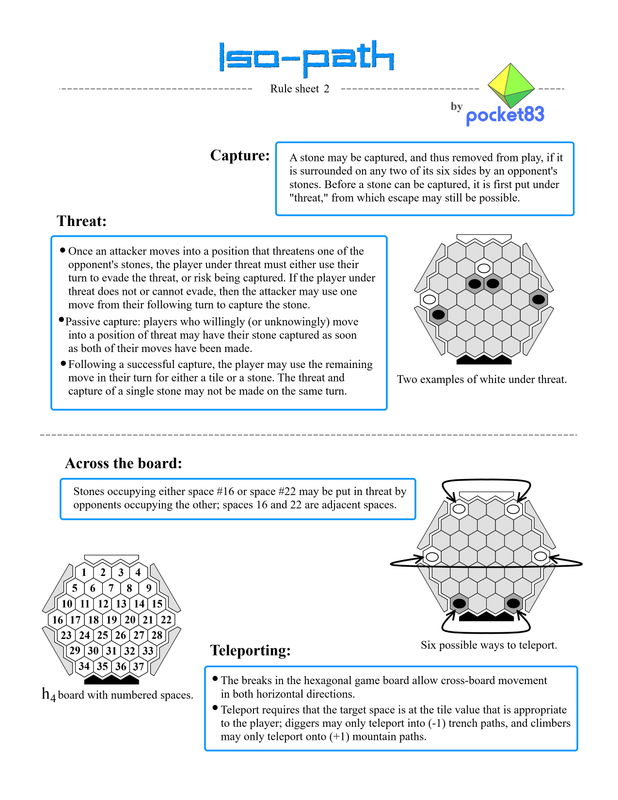 Iso-path
Rule sheet 2
by
pocket83
Capture:
A stone may be captured, and thus removed from play, if it
is surrounded on any two of its six sides by an opponent's
stones. Before a stone can be captured, it is first put under
"threat," from which escape may still be possible.
Threat:
● Once an attacker moves into a position that threatens one of the
opponent's stones, the player under threat must either use their
turn to evade the threat, or risk being captured. If the player under
threat does not or cannot evade, then the attacker may use one
move from their following turn to capture the stone.
● Passive capture: players who willingly (or unknowingly) move
into a position of threat may have their stone captured as soon
as both of their moves have been made.
● Following a successful capture, the player may use the remaining
move in their turn for either a tile or a stone. The threat and
capture of a single stone may not be made on the same turn.
Two examples of white under threat.
Across the board:
Stones occupying either space #16 or space #22 may be put in threat by
opponents occupying the other; spaces 16 and 22 are adjacent spaces.
1 2 3 4
5 6 7 8 9
10 11 12 13 14 15
16 17 18 19 20 21 22
23 24 25 26 27 28
29 30 31 32 33
34 35 36 37
h4 board with numbered spaces.
Six possible ways to teleport.
Teleporting:
● The breaks in the hexagonal game board allow cross-board movement
in both horizontal directions.
● Teleport requires that the target space is at the tile value that is appropriate
to the player; diggers may only teleport into (-1) trench paths, and climbers
may only teleport onto (+1) mountain paths.